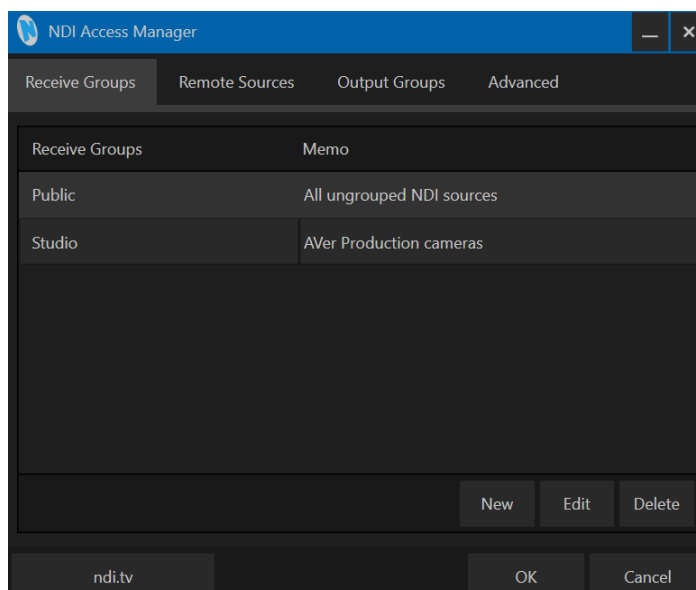 NDI Access Manager
Receive Groups Remote Sources Output Groups Advanced
Receive Groups Memo
Public All ungrouped NDI sources
Studio AVer Production cameras
New Edit Delete
ndi.tv OK Cancel